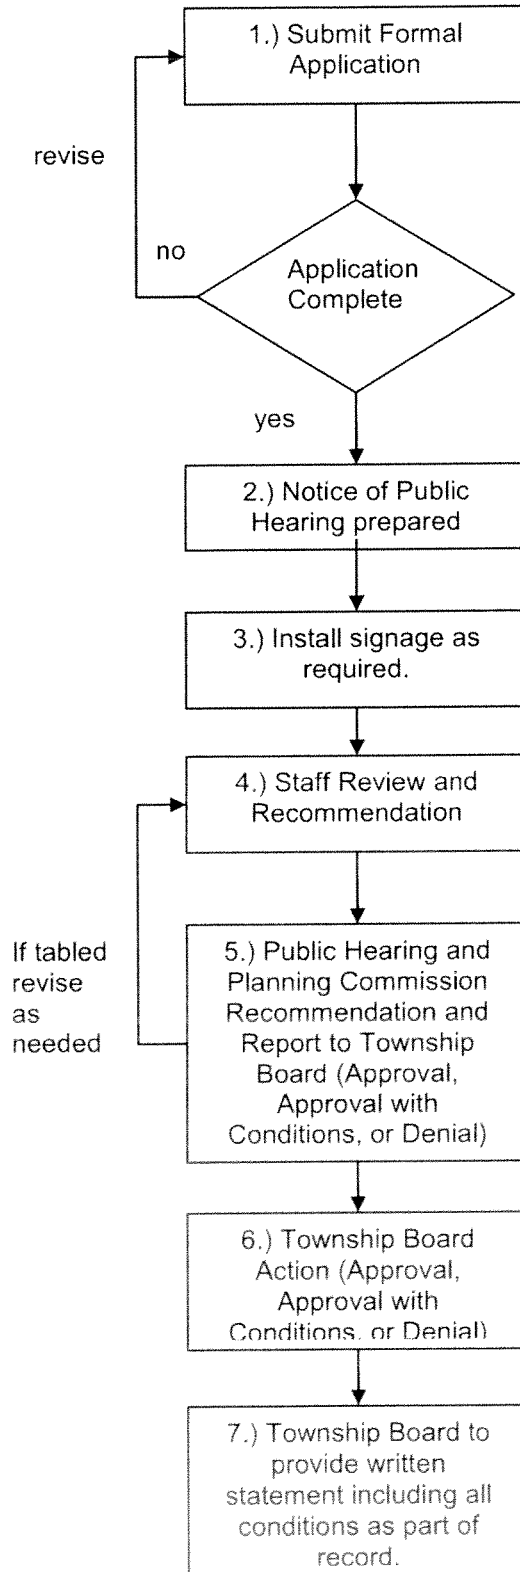 1.) Submit Formal
Application
revise
no
Application
Complete
yes
2.) Notice of Public
Hearing prepared
3.) Install signage as
required.
4.) Staff Review and
Recommendation
If tabled
revise
as
needed
5.) Public Hearing and
Planning Commission
Recommendation and
Report to Township
Board (Approval,
Approval with
Conditions, or Denial)
6.) Township Board
Action (Approval,
Approval with
Conditions, or Denial)
7.) Township Board to
provide written
statement including all
conditions as part of
record.